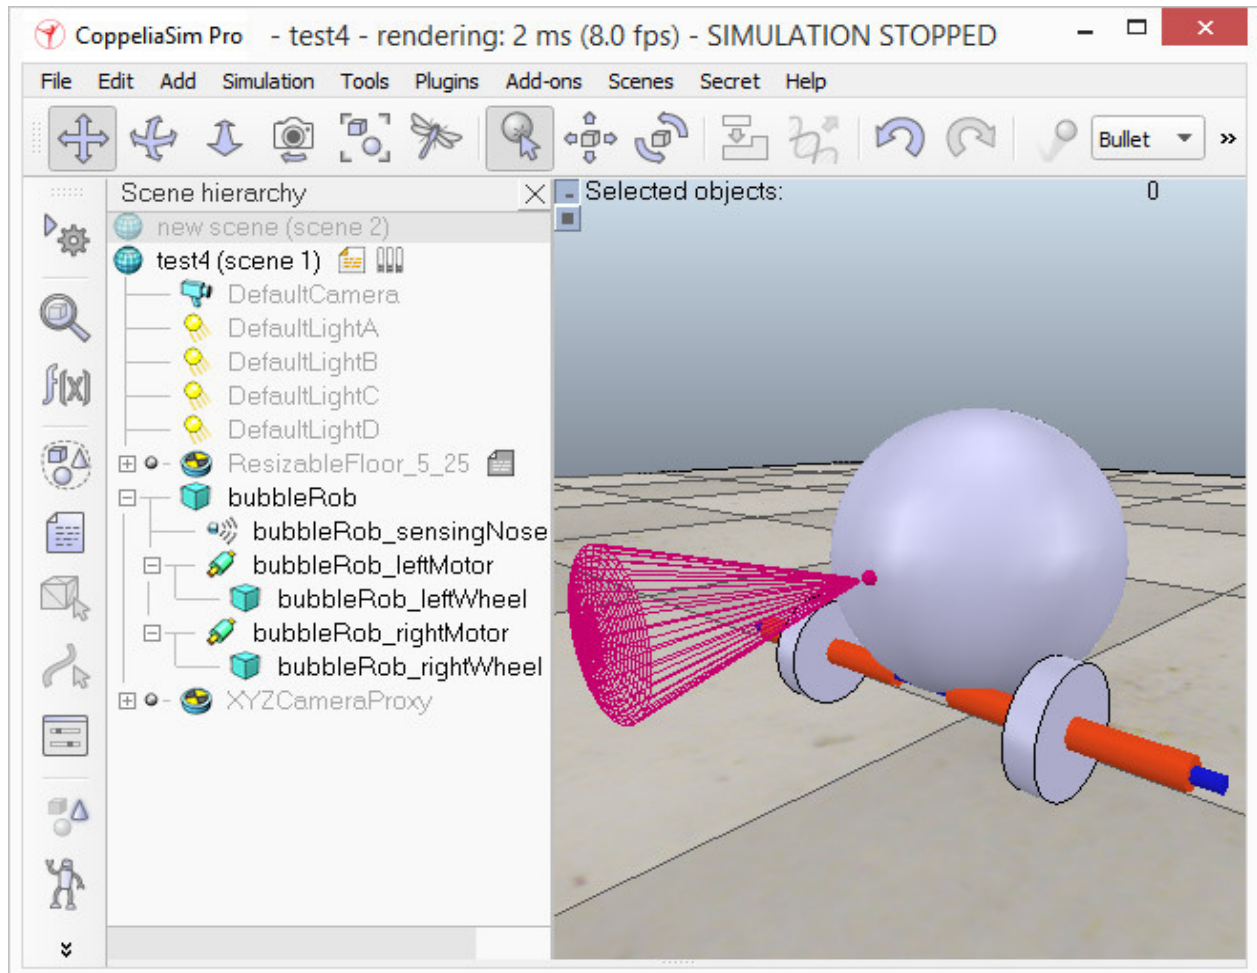 CoppeliaSim Pro - test4 - rendering: 2 ms (8.0 fps) - SIMULATION STOPPED
File Edit Add Simulation Tools Plugins Add-ons Scenes Secret Help
Bullet
Scene hierarchy
Selected objects: 0
new scene (scene 2)
test4 (scene 1)
DefaultCamera
DefaultLightA
DefaultLightB
DefaultLightC
DefaultLightD
ResizableFloor_5_25
bubbleRob
bubbleRob_sensingNose
bubbleRob_leftMotor
bubbleRob_leftWheel
bubbleRob_rightMotor
bubbleRob_rightWheel
XYZCameraProxy
f(x)